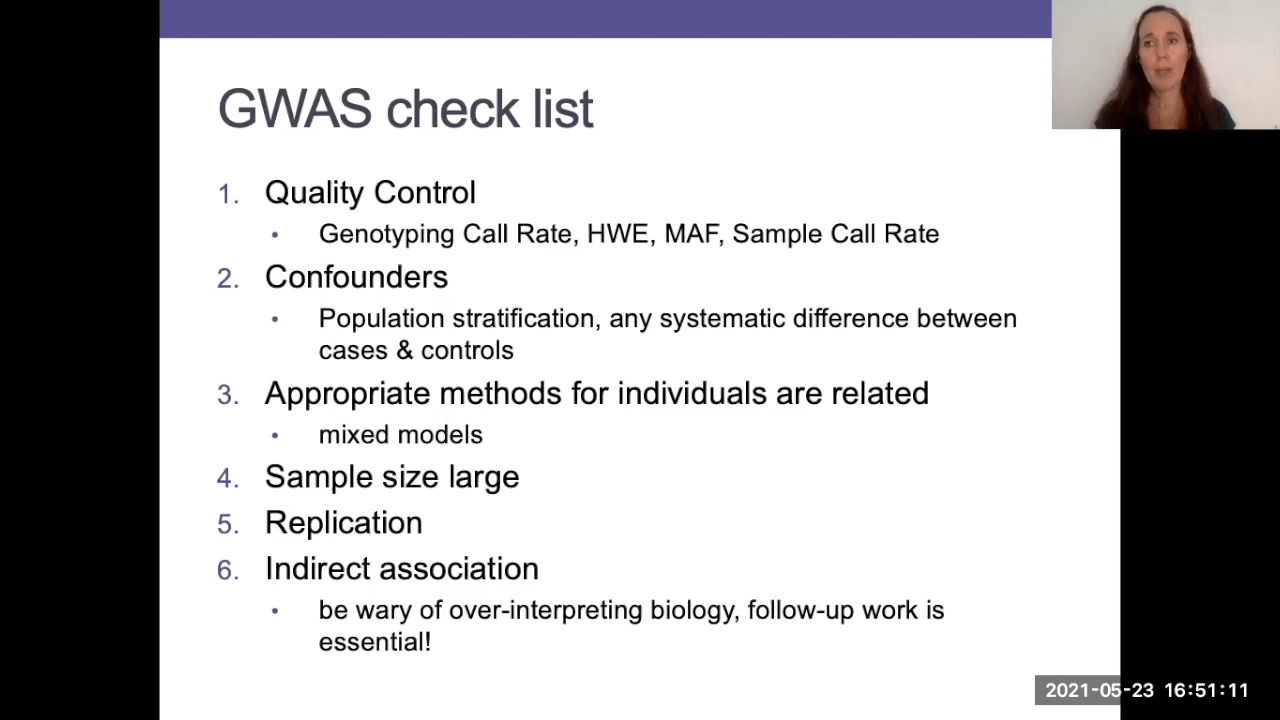 GWAS check list
1. Quality Control
• Genotyping Call Rate, HWE, MAF, Sample Call Rate
2. Confounders
• Population stratification, any systematic difference between
cases & controls
3. Appropriate methods for individuals are related
• mixed models
4. Sample size large
5. Replication
6. Indirect association
• be wary of over-interpreting biology, follow-up work is
essential!
2021-05-23 16:51:11